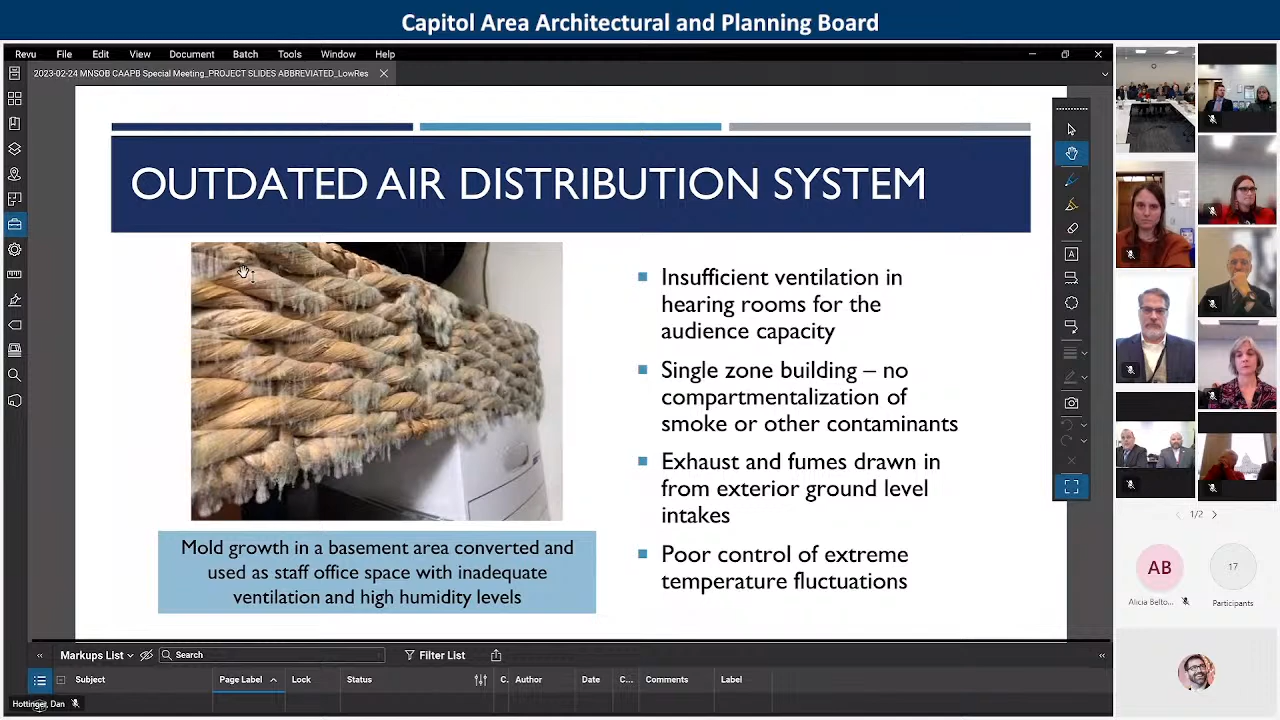 Capitol Area Architectural and Planning Board
Revu File Edit View Document Batch Tools Window Help
2023-02-24 MNSOB CAAPB Special Meeting_PROJECT SLIDES ABBREVIATED_LowRes
OUTDATED AIR DISTRIBUTION SYSTEM
Mold growth in a basement area converted and
used as staff office space with inadequate
ventilation and high humidity levels
Insufficient ventilation in
hearing rooms for the
audience capacity
Single zone building – no
compartmentalization of
smoke or other contaminants
Exhaust and fumes drawn in
from exterior ground level
intakes
Poor control of extreme
temperature fluctuations
1/2
AB
Alicia Belto...
17
Participants
Markups List Search Filter List
Subject Page Label Lock Status C. Author Date C... Comments Label
Hottinger, Dan